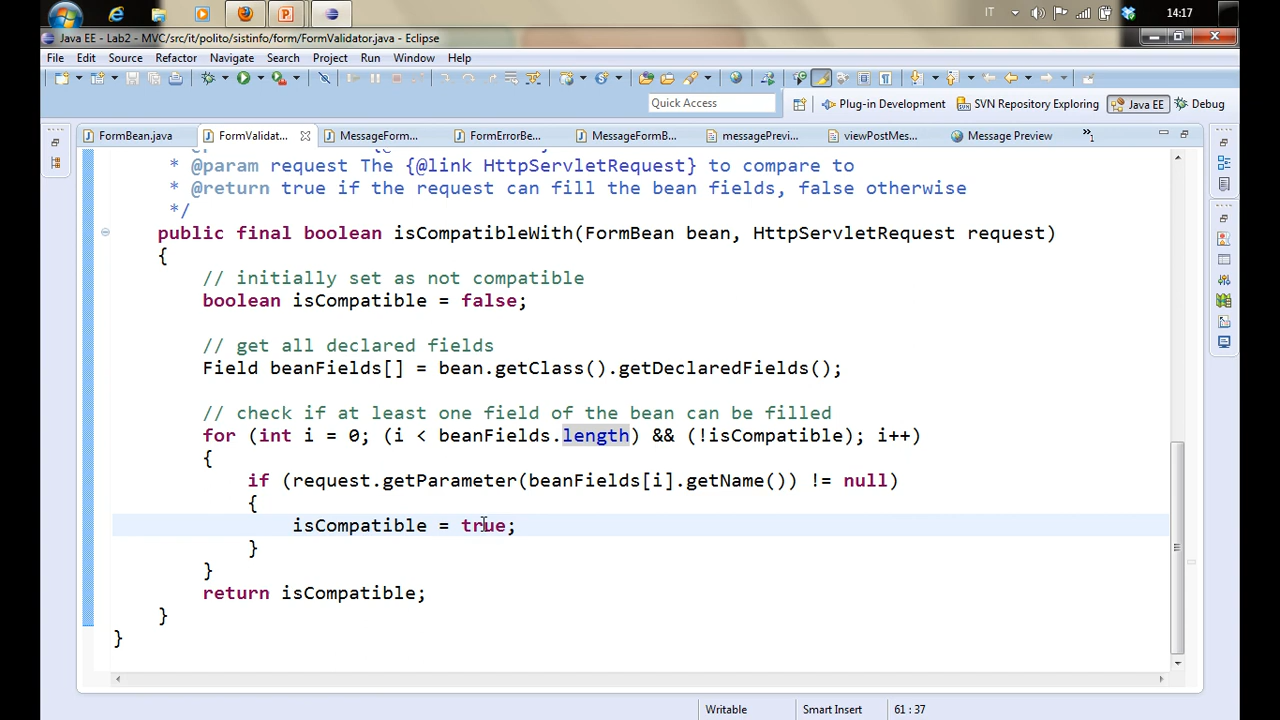 IT
14:17
Java EE - Lab2 - MVC/src/it/polito/sistinfo/form/FormValidator.java - Eclipse
File Edit Source Refactor Navigate Search Project Run Window Help
Quick Access
Plug-in Development
SVN Repository Exploring
Java EE
Debug
FormBean.java
FormValidat...
MessageForm...
FormErrorBe...
MessageFormB...
messagePrevi...
viewPostMes...
Message Preview
»1
* @param request The {@link HttpServletRequest} to compare to
* @return true if the request can fill the bean fields, false otherwise
*/
public final boolean isCompatibleWith(FormBean bean, HttpServletRequest request)
{
// initially set as not compatible
boolean isCompatible = false;
// get all declared fields
Field beanFields[] = bean.getClass().getDeclaredFields();
// check if at least one field of the bean can be filled
for (int i = 0; (i < beanFields.length) && (!isCompatible); i++)
{
if (request.getParameter(beanFields[i].getName()) != null)
{
isCompatible = true;
}
}
return isCompatible;
}
}
Writable
Smart Insert
61 : 37